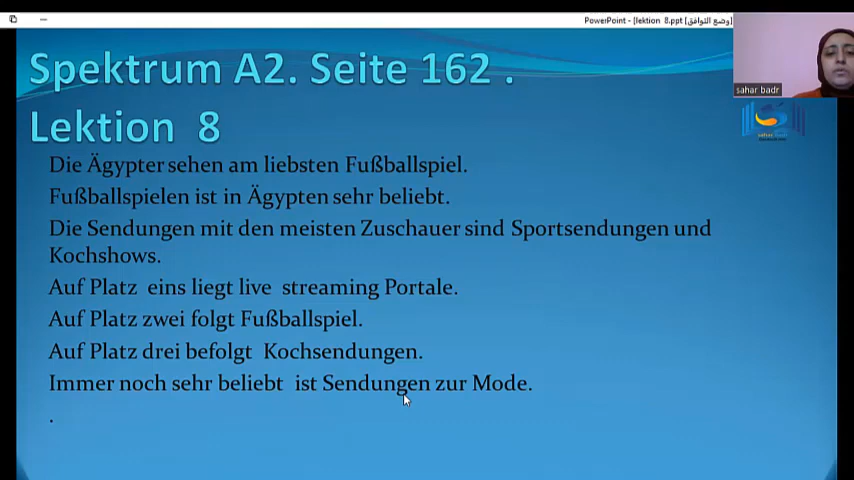 PowerPoint - [lektion 8.ppt [وضع التوافق]
sahar badr
Spektrum A2. Seite 162 .
Lektion 8
Die Ägypter sehen am liebsten Fußballspiel.
Fußballspielen ist in Ägypten sehr beliebt.
Die Sendungen mit den meisten Zuschauer sind Sportsendungen und
Kochshows.
Auf Platz eins liegt live streaming Portale.
Auf Platz zwei folgt Fußballspiel.
Auf Platz drei befolgt Kochsendungen.
Immer noch sehr beliebt ist Sendungen zur Mode.
.